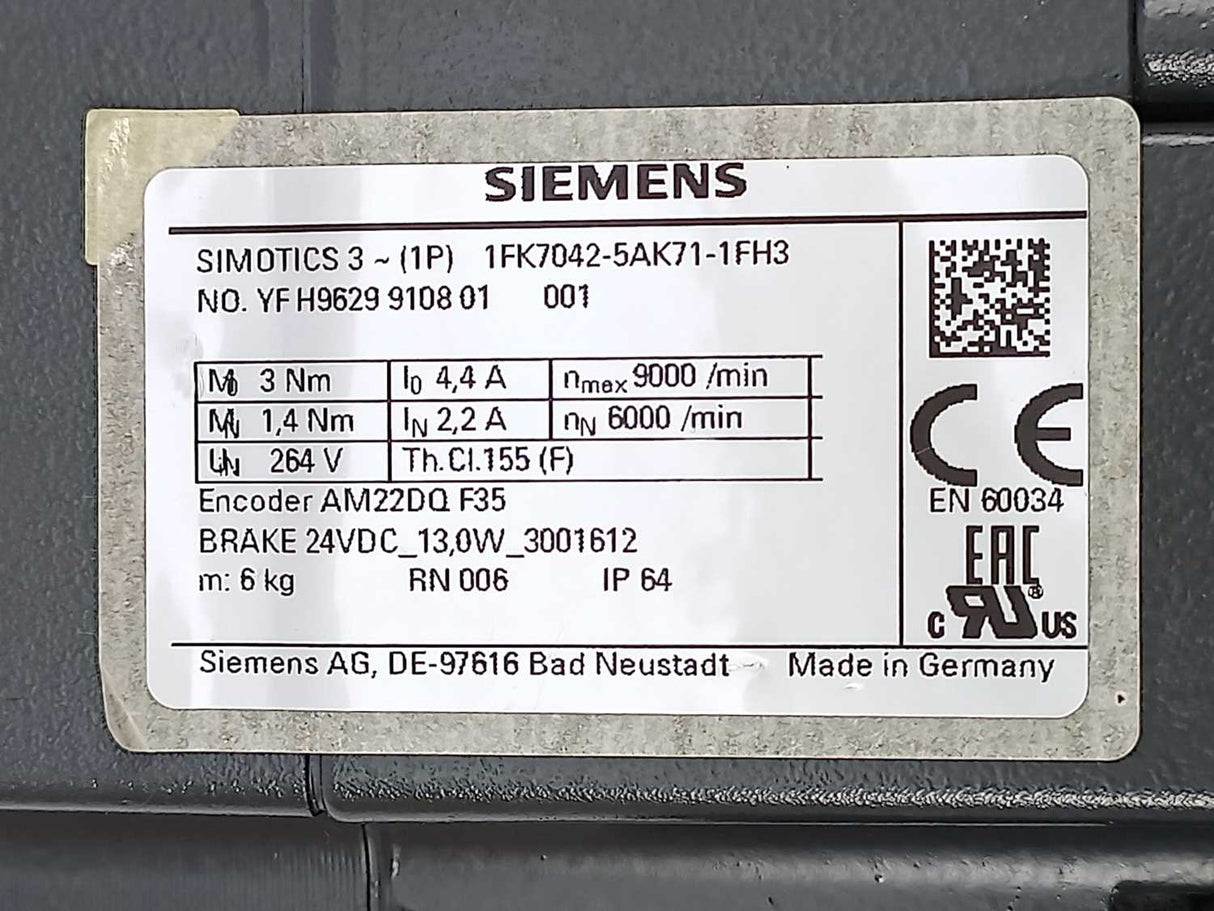 SIEMENS
SIMOTICS 3 ~ (1P) 1FK7042-5AK71-1FH3
NO. YF H9629 9108 01 001
M0 3 Nm I0 4,4 A nmax 9000 /min
MN 1,4 Nm IN 2,2 A nN 6000 /min
UIN 264 V Th.Cl.155 (F)
Encoder AM22DQ F35
BRAKE 24VDC_13,0W_3001612
m: 6 kg RN 006 IP 64
CE
EN 60034
EAC
C RU ® US
Siemens AG, DE-97616 Bad Neustadt Made in Germany